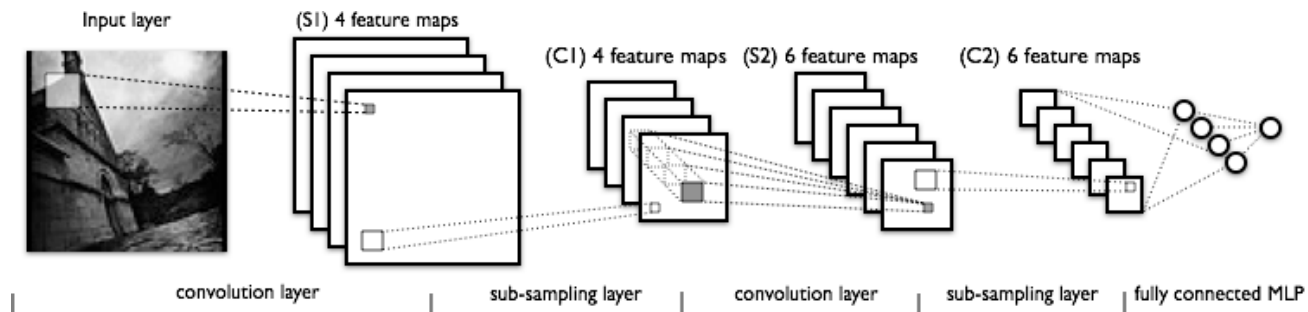 Input layer
(S1) 4 feature maps
(C1) 4 feature maps
(S2) 6 feature maps
(C2) 6 feature maps
convolution layer
sub-sampling layer
convolution layer
sub-sampling layer
fully connected MLP